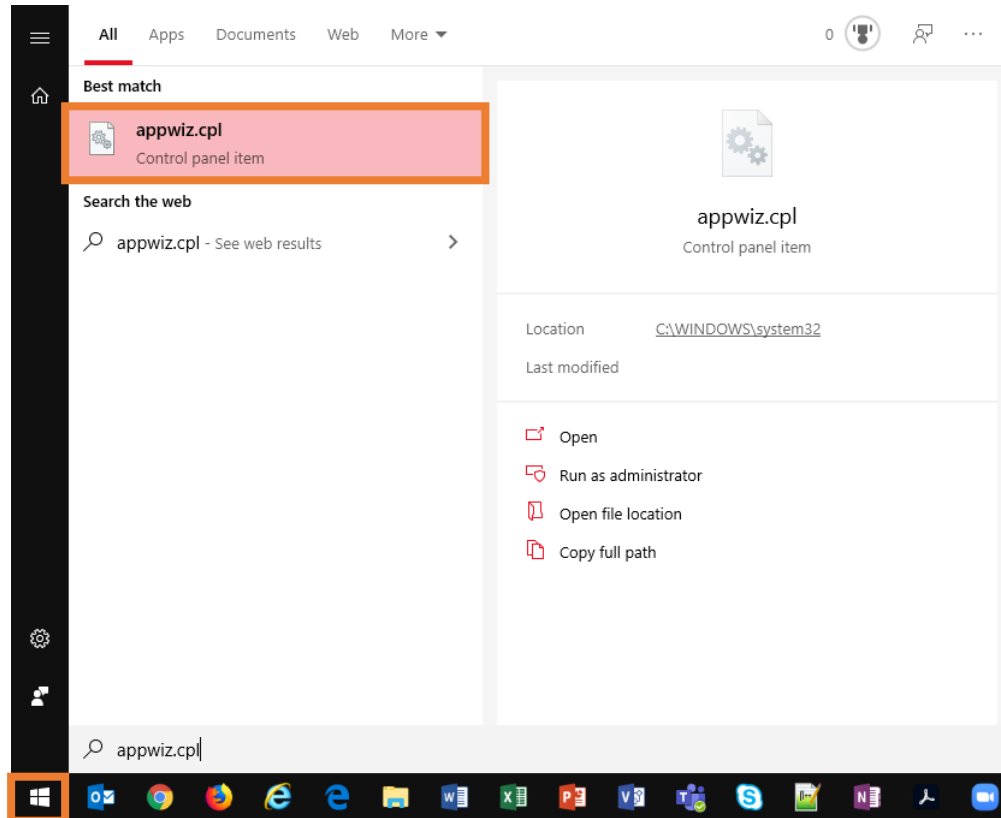 All Apps Documents Web More 0 ...
Best match
appwiz.cpl
Control panel item
Search the web
appwiz.cpl - See web results
appwiz.cpl
Control panel item
Location C:\WINDOWS\system32
Last modified
Open
Run as administrator
Open file location
Copy full path
appwiz.cpl